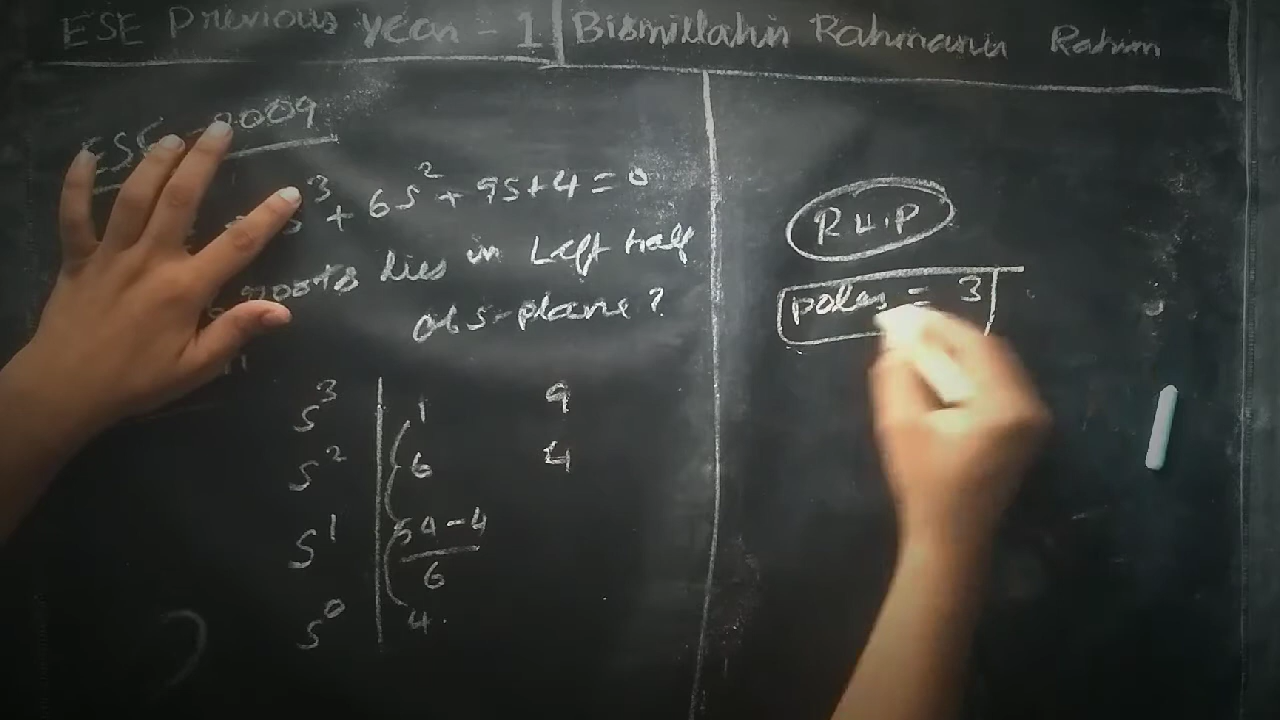 ESE Previous year - 1
Bismillahir Rahmanir Rahim
ESE - 2009
s³ + 6s² + 9s + 4 = 0
roots lies in Left half
of s-plane?
s³ 1 9
s² 6 4
s¹ 54-4
6
s⁰ 4.
R.H.P
poles = 3